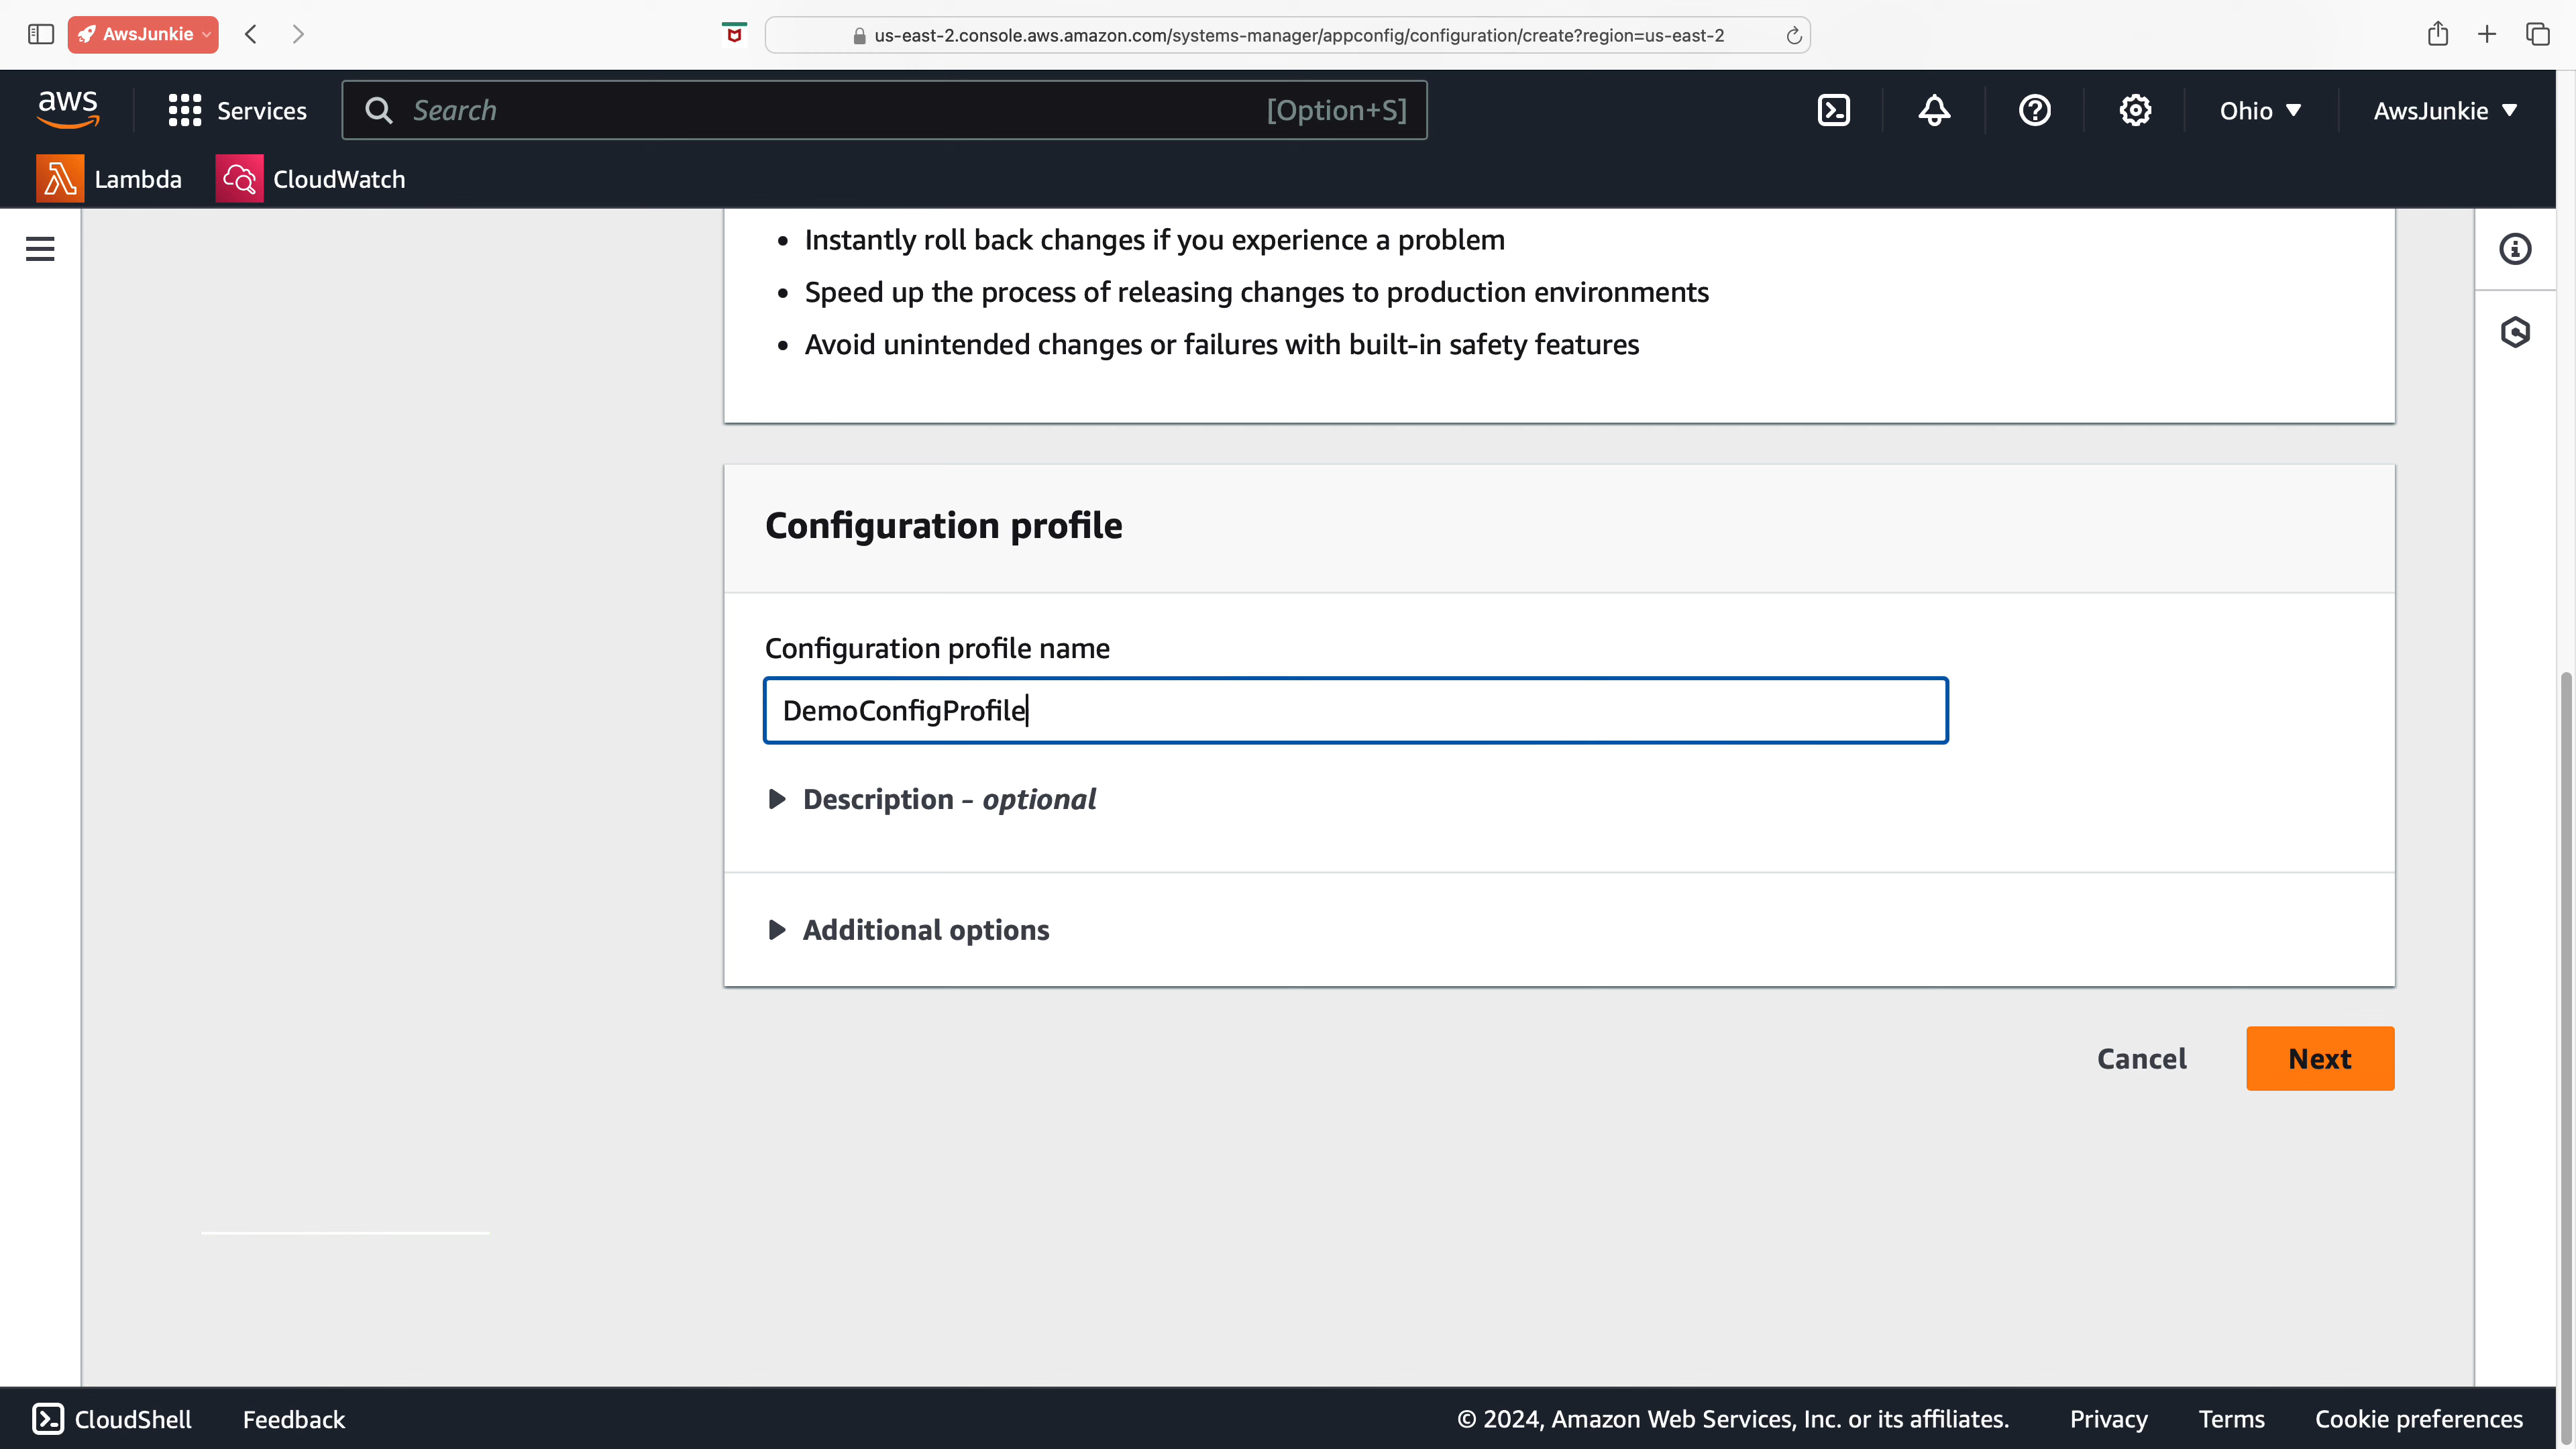 AwsJunkie
us-east-2.console.aws.amazon.com/systems-manager/appconfig/configuration/create?region=us-east-2
aws
Services
Search
[Option+S]
Ohio
AwsJunkie
Lambda
CloudWatch
• Instantly roll back changes if you experience a problem
• Speed up the process of releasing changes to production environments
• Avoid unintended changes or failures with built-in safety features
Configuration profile
Configuration profile name
DemoConfigProfile
Description – optional
Additional options
Cancel
Next
CloudShell
Feedback
© 2024, Amazon Web Services, Inc. or its affiliates.
Privacy
Terms
Cookie preferences